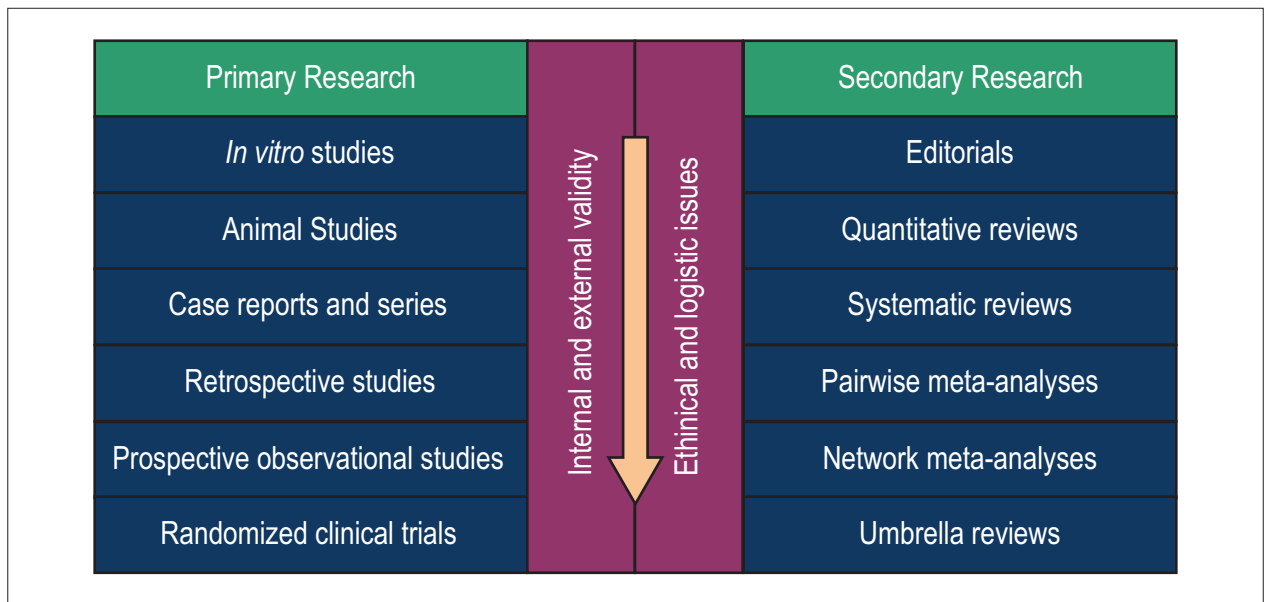 Primary Research
In vitro studies
Animal Studies
Case reports and series
Retrospective studies
Prospective observational studies
Randomized clinical trials
Internal and external validity
Ethinical and logistic issues
Secondary Research
Editorials
Quantitative reviews
Systematic reviews
Pairwise meta-analyses
Network meta-analyses
Umbrella reviews